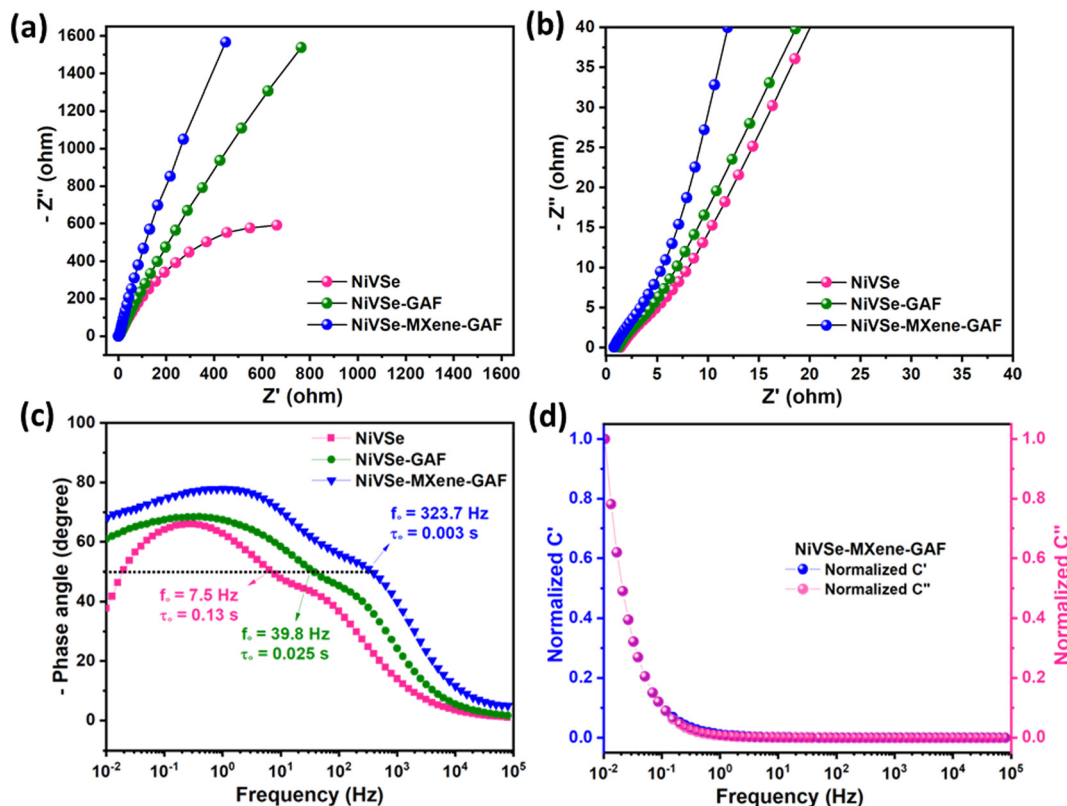 (a)
1600
1400
1200
1000
800
600
400
200
0
- Z'' (ohm)
NiVSe
NiVSe-GAF
NiVSe-MXene-GAF
0 200 400 600 800 1000 1200 1400 1600
Z' (ohm)
(b)
40
35
30
25
20
15
10
5
0
- Z'' (ohm)
NiVSe
NiVSe-GAF
NiVSe-MXene-GAF
0 5 10 15 20 25 30 35 40
Z' (ohm)
(c)
100
80
60
40
20
0
- Phase angle (degree)
NiVSe
NiVSe-GAF
NiVSe-MXene-GAF
f₀ = 323.7 Hz
τ₀ = 0.003 s
f₀ = 7.5 Hz
τ₀ = 0.13 s
f₀ = 39.8 Hz
τ₀ = 0.025 s
10⁻² 10⁻¹ 10⁰ 10¹ 10² 10³ 10⁴ 10⁵
Frequency (Hz)
(d)
1.0
0.8
0.6
0.4
0.2
0.0
Normalized C'
NiVSe-MXene-GAF
Normalized C'
Normalized C''
1.0
0.8
0.6
0.4
0.2
0.0
Normalized C''
10⁻² 10⁻¹ 10⁰ 10¹ 10² 10³ 10⁴ 10⁵
Frequency (Hz)